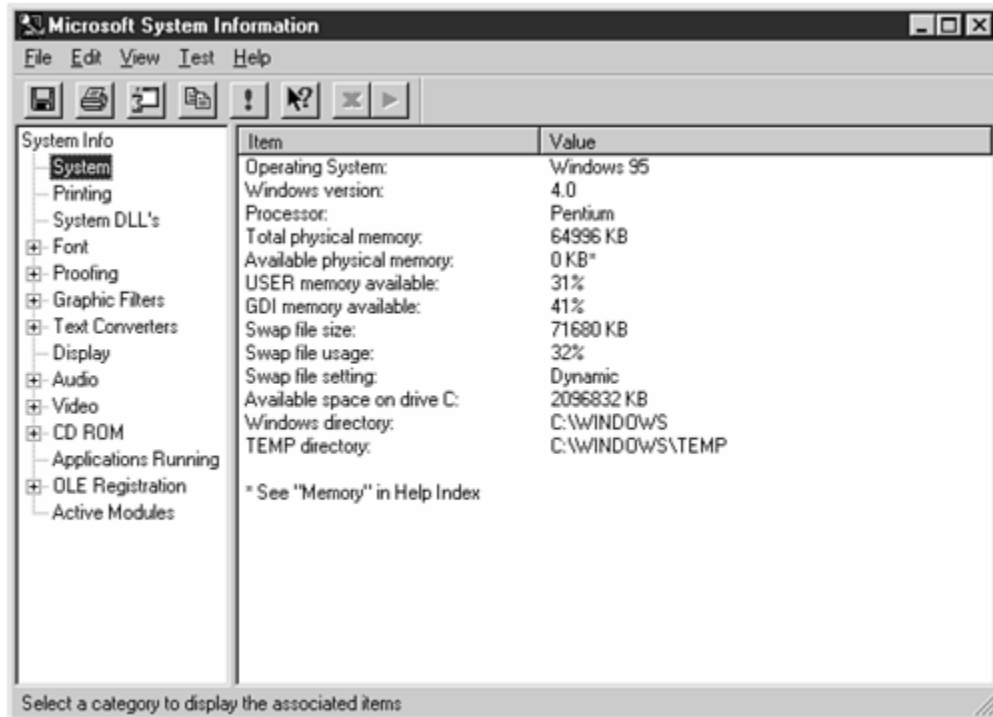 Microsoft System Information
File Edit View Test Help
System Info
System
Printing
System DLL's
Font
Proofing
Graphic Filters
Text Converters
Display
Audio
Video
CD ROM
Applications Running
OLE Registration
Active Modules
Item Value
Operating System: Windows 95
Windows version: 4.0
Processor: Pentium
Total physical memory: 64996 KB
Available physical memory: 0 KB*
USER memory available: 31%
GDI memory available: 41%
Swap file size: 71680 KB
Swap file usage: 32%
Swap file setting: Dynamic
Available space on drive C: 2096832 KB
Windows directory: C:\WINDOWS
TEMP directory: C:\WINDOWS\TEMP
* See "Memory" in Help Index
Select a category to display the associated items